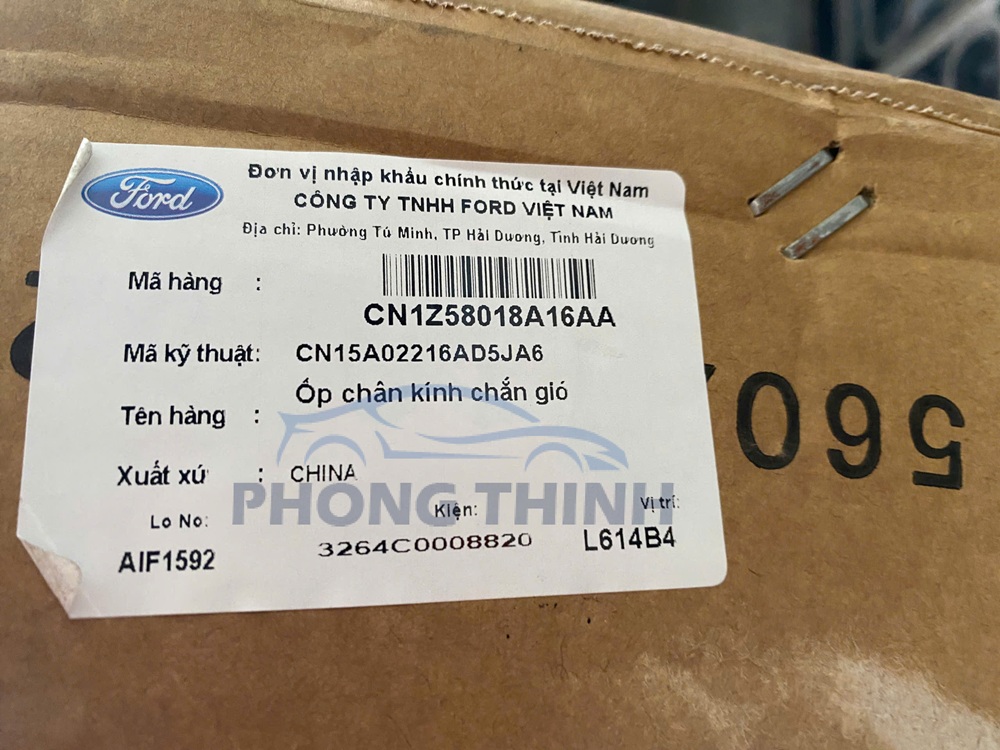 Ford
Đơn vị nhập khẩu chính thức tại Việt Nam
CÔNG TY TNHH FORD VIỆT NAM
Địa chỉ: Phường Tú Minh, TP Hải Dương, Tỉnh Hải Dương
Mã hàng :
CN1Z58018A16AA
Mã kỹ thuật: CN15A02216AD5JA6
Tên hàng : Ốp chân kính chắn gió
Xuất xứ : CHINA
PHONG THINH
Lo No: Kiện: Vị trí:
AIF1592 3264C0008820 L614B4
560